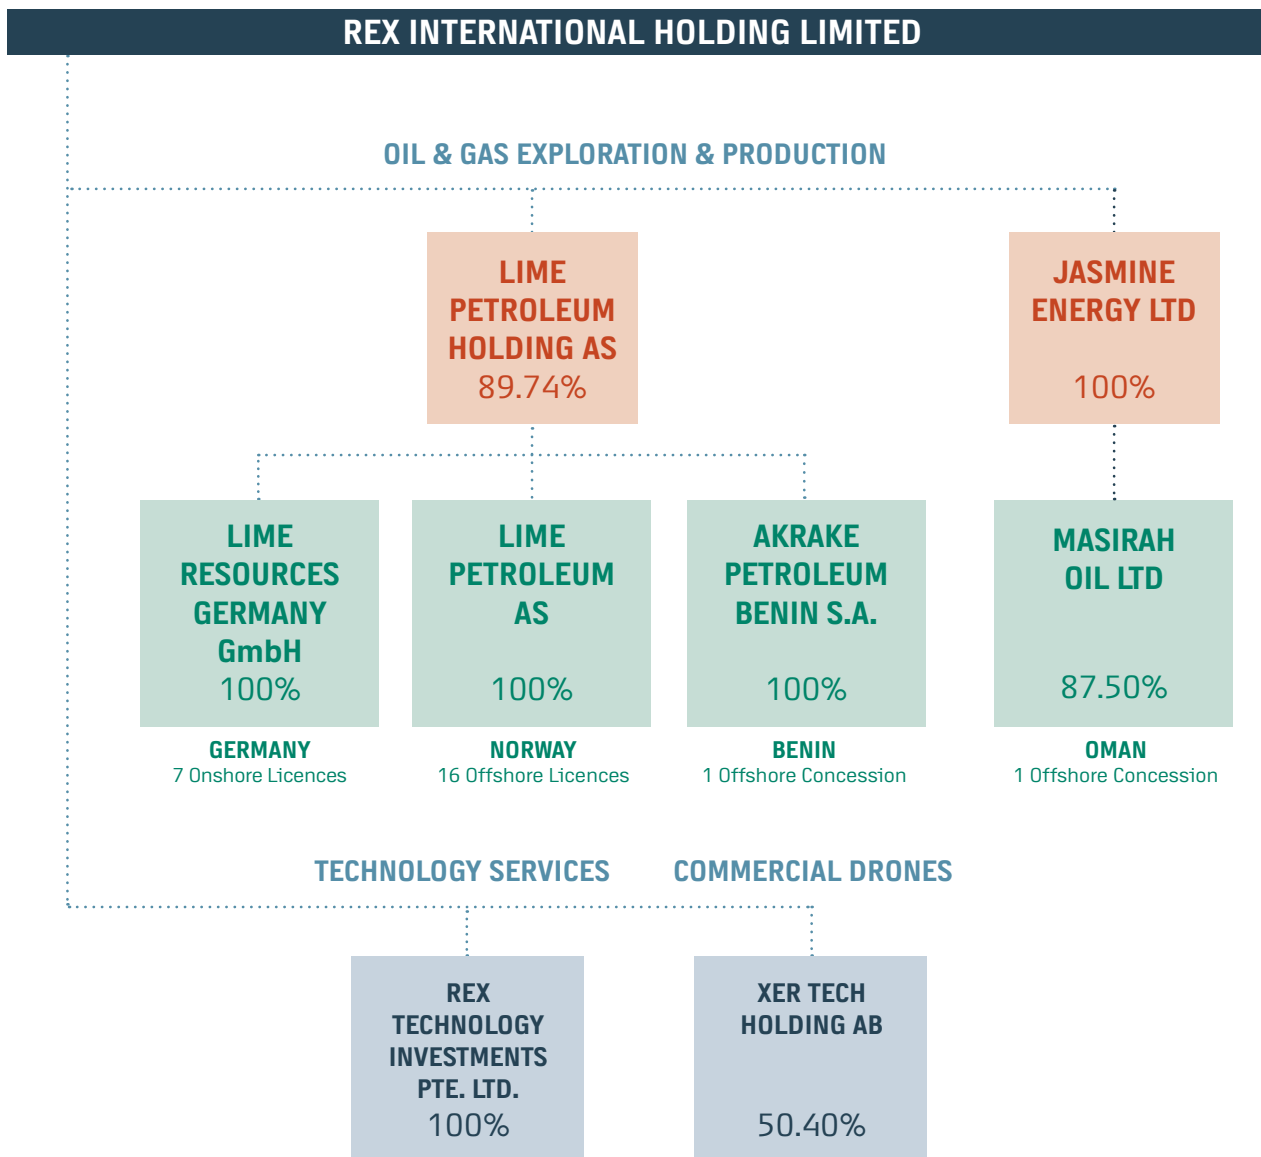 REX INTERNATIONAL HOLDING LIMITED
OIL & GAS EXPLORATION & PRODUCTION
LIME
PETROLEUM
HOLDING AS
89.74%
JASMINE
ENERGY LTD
100%
LIME
RESOURCES
GERMANY
GmbH
100%
GERMANY
7 Onshore Licences
LIME
PETROLEUM
AS
100%
NORWAY
16 Offshore Licences
AKRAKE
PETROLEUM
BENIN S.A.
100%
BENIN
1 Offshore Concession
MASIRAH
OIL LTD
87.50%
OMAN
1 Offshore Concession
TECHNOLOGY SERVICES
REX
TECHNOLOGY
INVESTMENTS
PTE. LTD.
100%
COMMERCIAL DRONES
XER TECH
HOLDING AB
50.40%